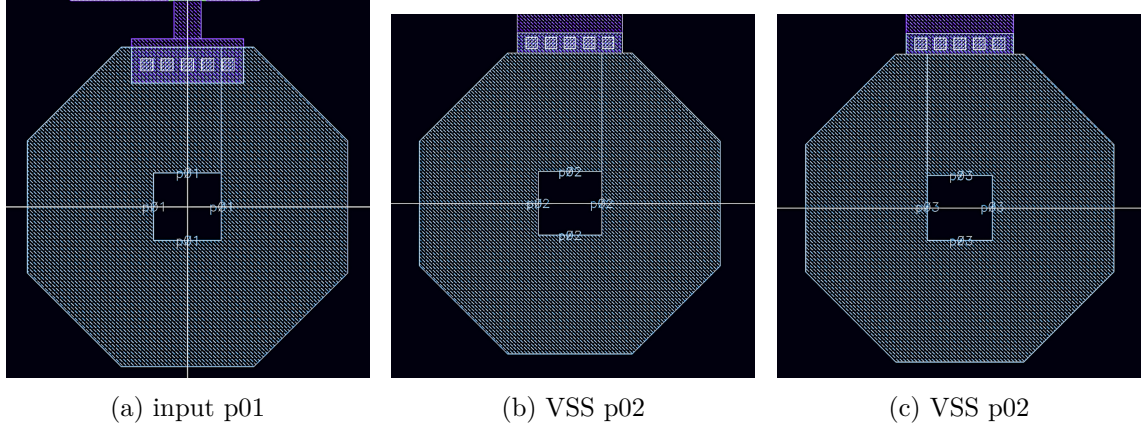 p01
p01 p01
p01
p02
p02 p02
p02
p03
p03 p03
p03
(a) input p01
(b) VSS p02
(c) VSS p02